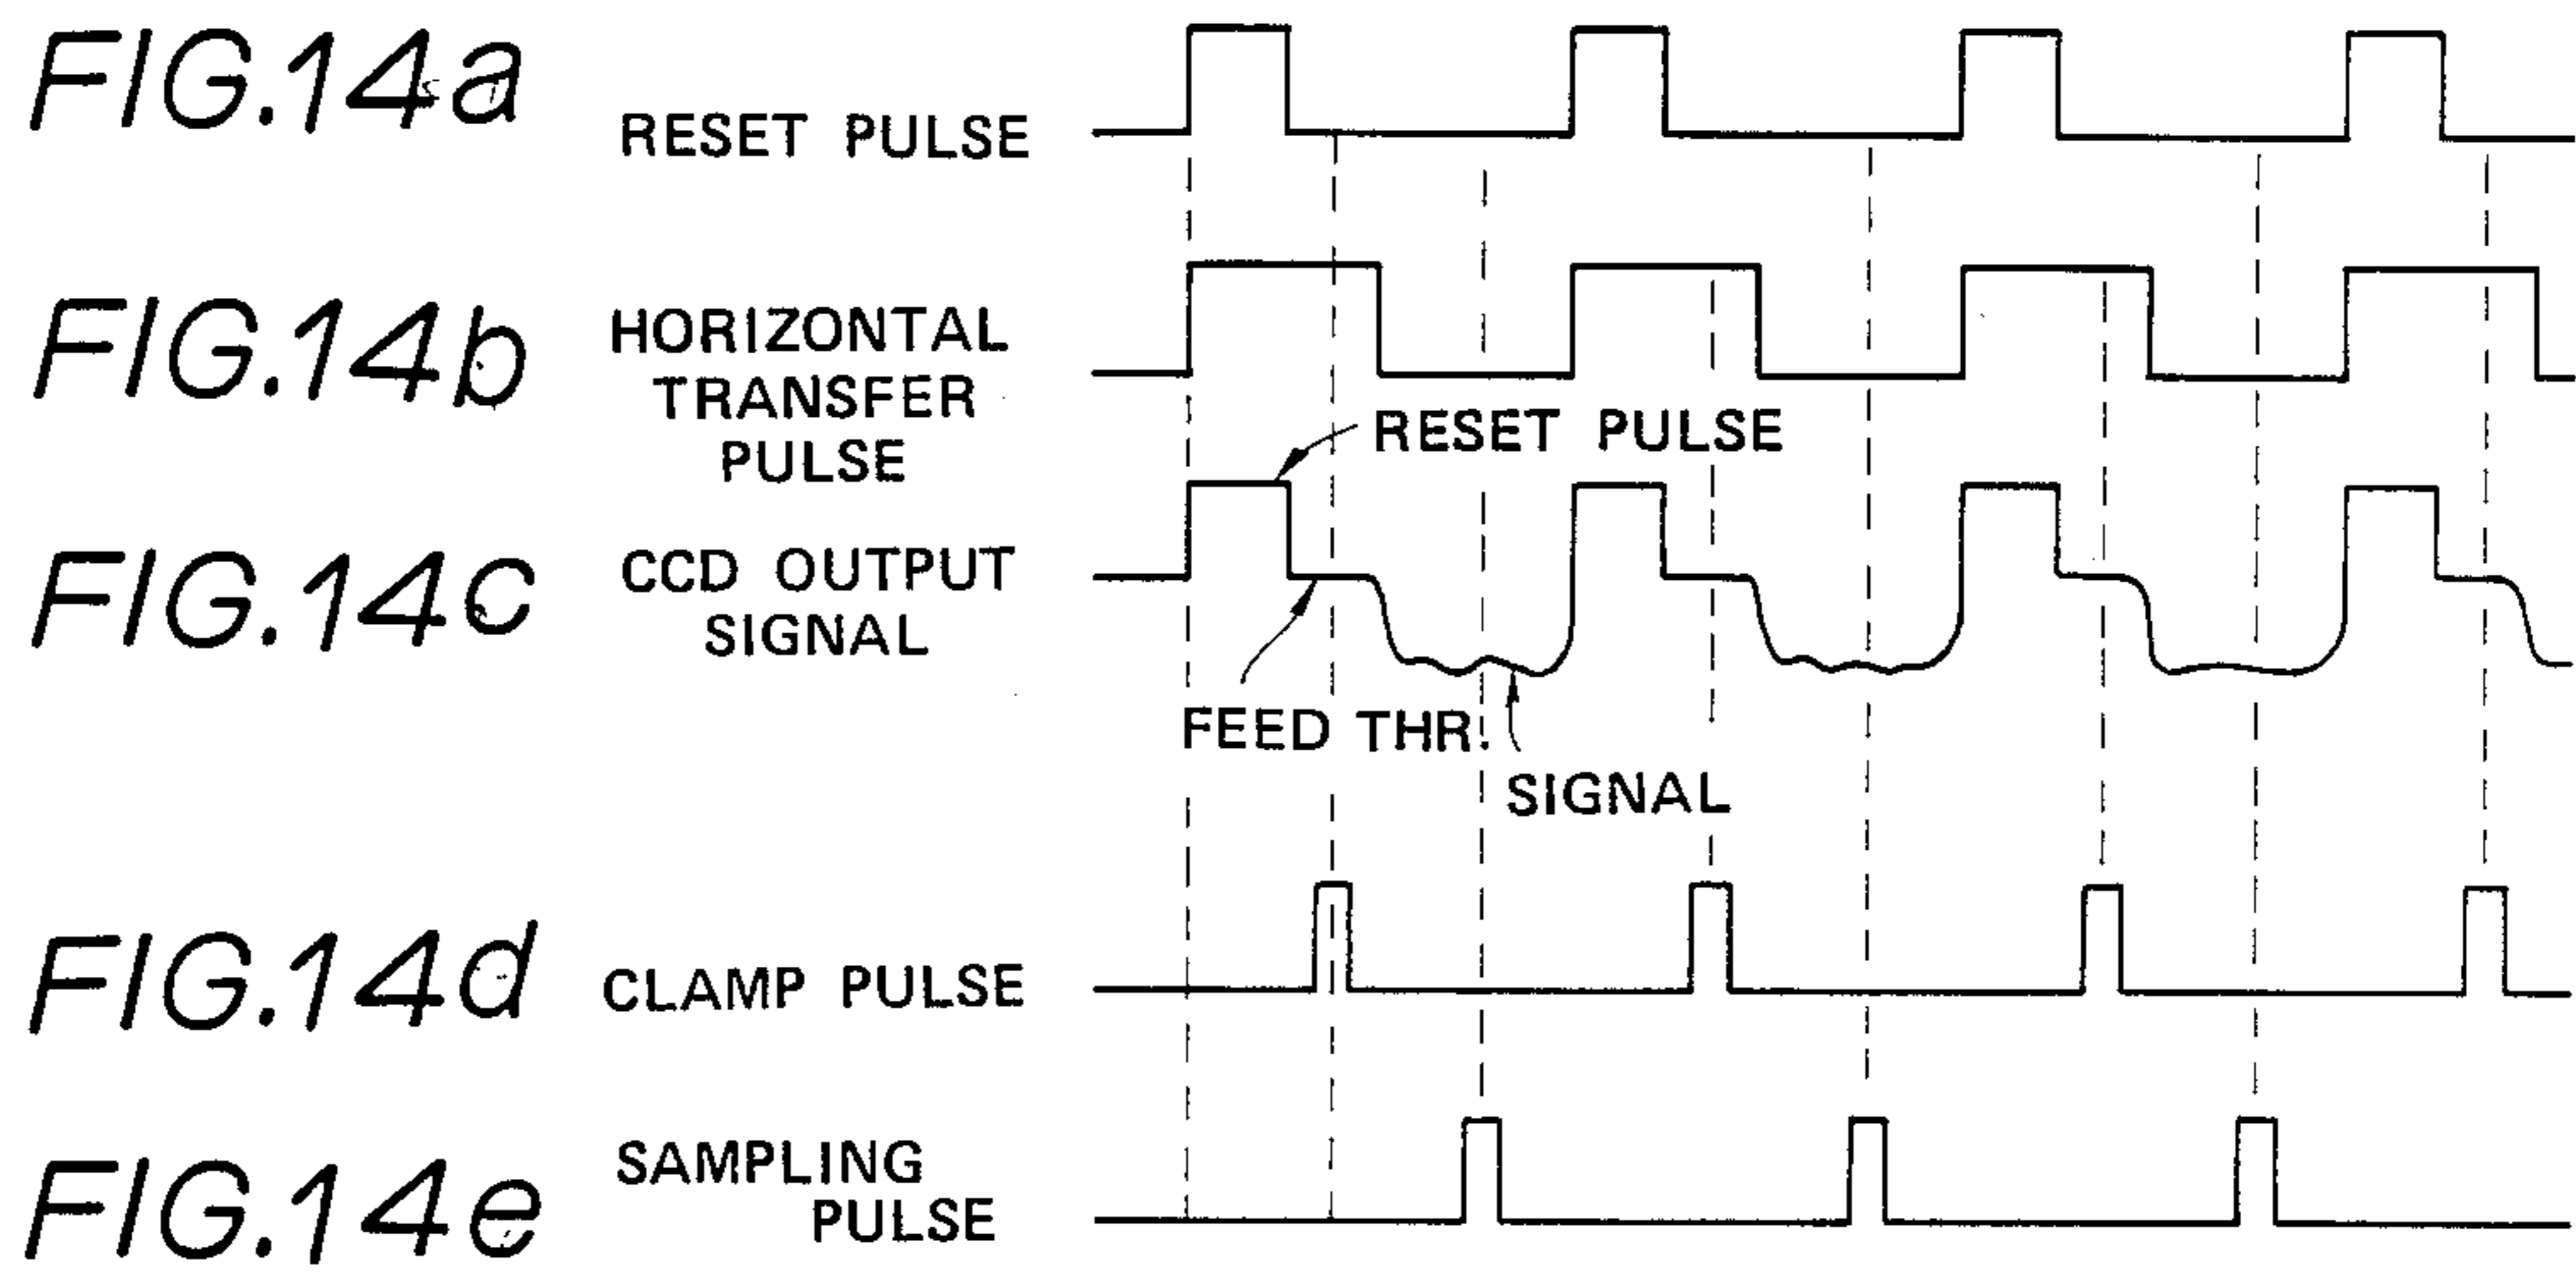 FIG.14a
RESET PULSE
FIG.14b
HORIZONTAL
TRANSFER
PULSE
RESET PULSE
FIG.14c
CCD OUTPUT
SIGNAL
FEED THR.
SIGNAL
FIG.14d
CLAMP PULSE
FIG.14e
SAMPLING
PULSE